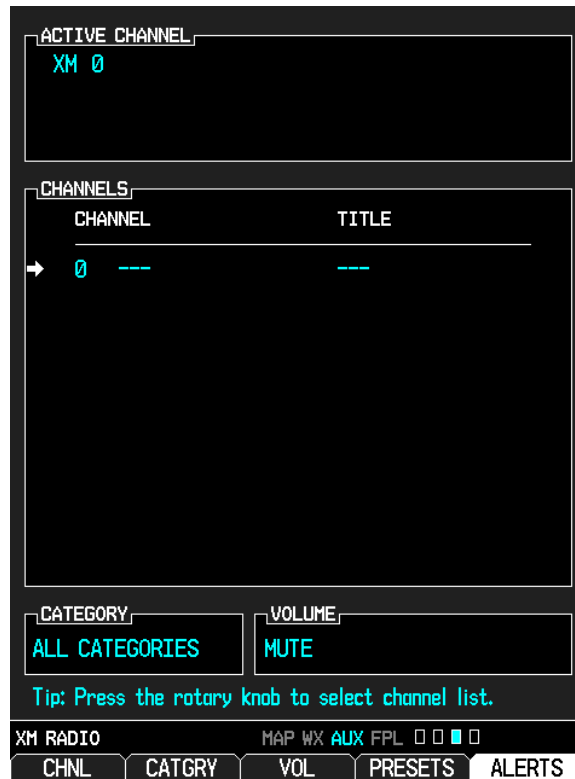 ACTIVE CHANNEL
XM 0
CHANNELS
CHANNEL TITLE
0 --- ---
CATEGORY VOLUME
ALL CATEGORIES MUTE
Tip: Press the rotary knob to select channel list.
XM RADIO MAP WX AUX FPL
CHNL CATGRY VOL PRESETS ALERTS